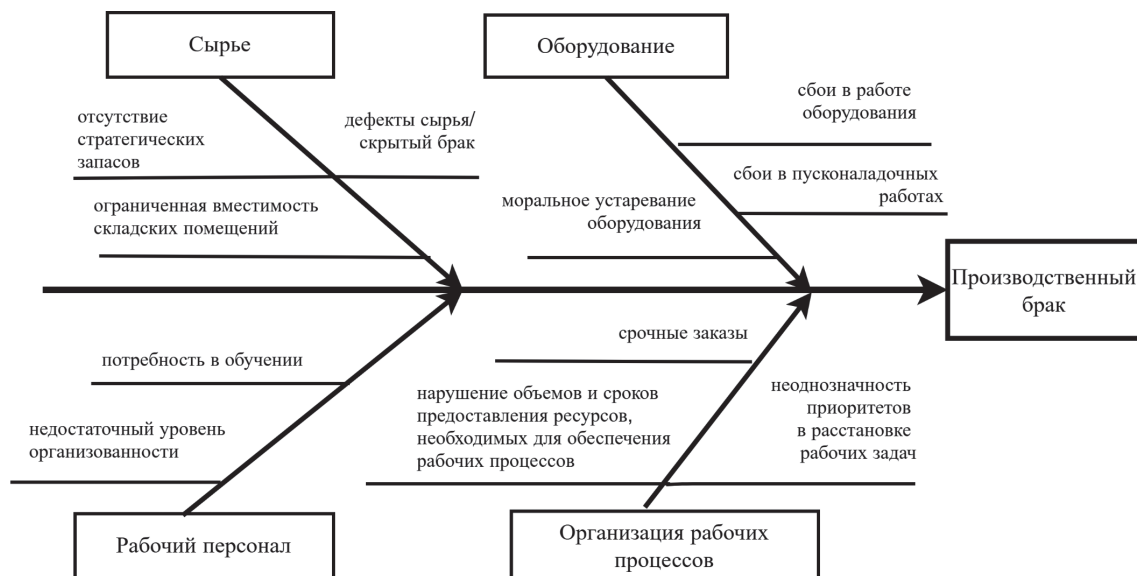 Сырье
Оборудование
отсутствие
стратегических
запасов
дефекты сырья/
скрытый брак
сбои в работе
оборудования
ограниченная вместимость
складских помещений
моральное устаревание
оборудования
сбои в пусконаладочных
работах
Производственный
брак
потребность в обучении
срочные заказы
недостаточный уровень
организованности
нарушение объемов и сроков
предоставления ресурсов,
необходимых для обеспечения
рабочих процессов
неоднозначность
приоритетов
в расстановке
рабочих задач
Рабочий персонал
Организация рабочих
процессов